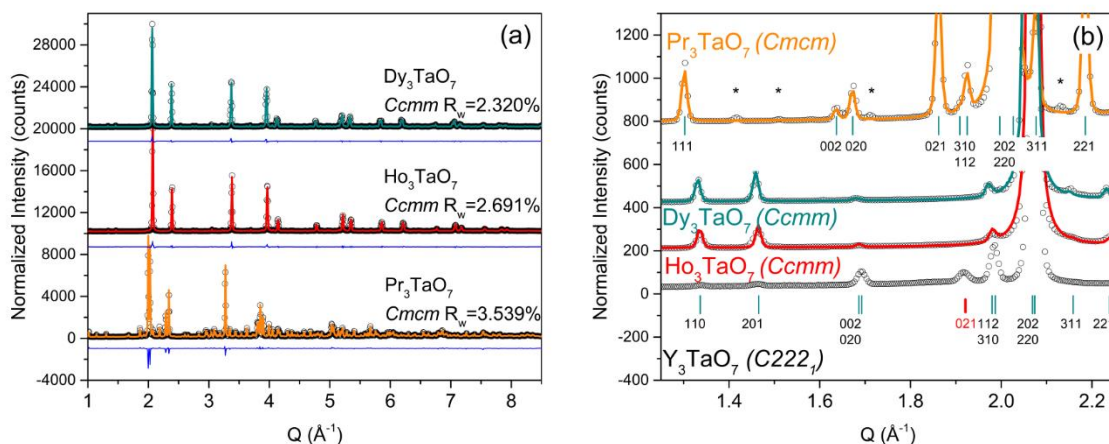 (a)
Normalized Intensity (counts)
30000
28000
24000
20000
16000
12000
8000
4000
0
-4000
Dy3TaO7
Ccmm Rw=2.320%
Ho3TaO7
Ccmm Rw=2.691%
Pr3TaO7
Cmcm Rw=3.539%
1 2 3 4 5 6 7 8
Q (Å-1)
(b)
Normalized Intensity (counts)
1200
1000
800
600
400
200
0
-200
-400
Pr3TaO7 (Cmcm)
* * * *
111 002 020 021 310 202 311 221
112 220
Dy3TaO7 (Ccmm)
Ho3TaO7 (Ccmm)
110 201 002 021 112 202 311 22
020 310 220
Y3TaO7 (C2221)
1.4 1.6 1.8 2.0 2.2
Q (Å-1)